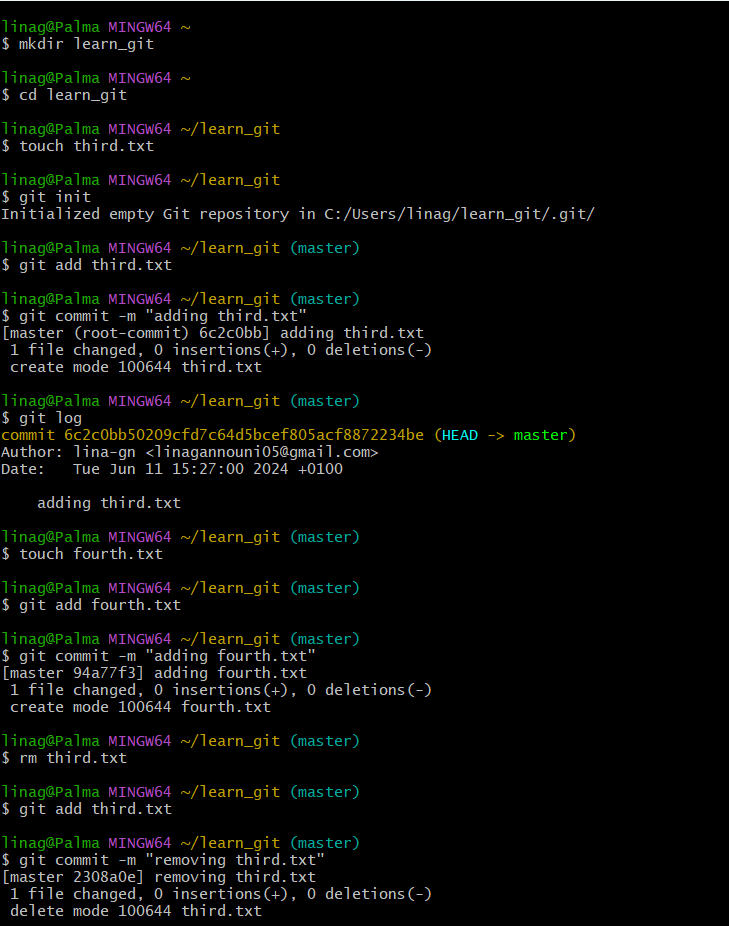 linag@Palma MINGW64 ~
$ mkdir learn_git
linag@Palma MINGW64 ~
$ cd learn_git
linag@Palma MINGW64 ~/learn_git
$ touch third.txt
linag@Palma MINGW64 ~/learn_git
$ git init
Initialized empty Git repository in C:/Users/linag/learn_git/.git/
linag@Palma MINGW64 ~/learn_git (master)
$ git add third.txt
linag@Palma MINGW64 ~/learn_git (master)
$ git commit -m "adding third.txt"
[master (root-commit) 6c2c0bb] adding third.txt
 1 file changed, 0 insertions(+), 0 deletions(-)
 create mode 100644 third.txt
linag@Palma MINGW64 ~/learn_git (master)
$ git log
commit 6c2c0bb50209cfd7c64d5bcef805acf8872234be (HEAD -> master)
Author: lina-gn <linagannouni05@gmail.com>
Date:   Tue Jun 11 15:27:00 2024 +0100
    adding third.txt
linag@Palma MINGW64 ~/learn_git (master)
$ touch fourth.txt
linag@Palma MINGW64 ~/learn_git (master)
$ git add fourth.txt
linag@Palma MINGW64 ~/learn_git (master)
$ git commit -m "adding fourth.txt"
[master 94a77f3] adding fourth.txt
 1 file changed, 0 insertions(+), 0 deletions(-)
 create mode 100644 fourth.txt
linag@Palma MINGW64 ~/learn_git (master)
$ rm third.txt
linag@Palma MINGW64 ~/learn_git (master)
$ git add third.txt
linag@Palma MINGW64 ~/learn_git (master)
$ git commit -m "removing third.txt"
[master 2308a0e] removing third.txt
 1 file changed, 0 insertions(+), 0 deletions(-)
 delete mode 100644 third.txt